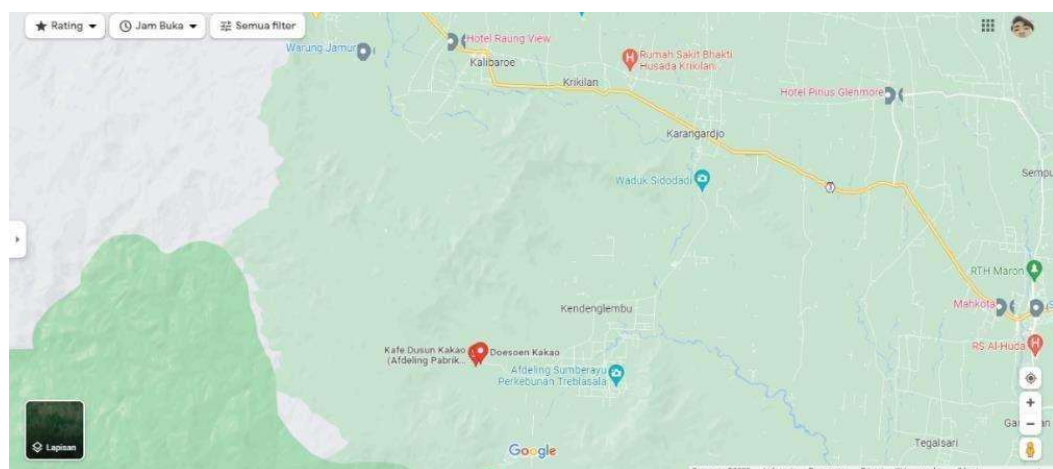 Rating
Jam Buka
Semua filter
Hotel Raung View
Warung Jamur
Kalibaroe
Rumah Sakit Bhakti
Husada Krikilan
Krikilan
Hotel Pinus Glenmore
Karangardjo
Waduk Sidodadi
3
Sempu
RTH Maron
Mahkota
Kendenglembu
Kafe Dusun Kakao
(Afdeling Pabrik...
Doesoen Kakao
RS Al-Huda
Afdeling Sumberayu
Perkebunan Treblasala
Lapisan
Google
Tegalsari